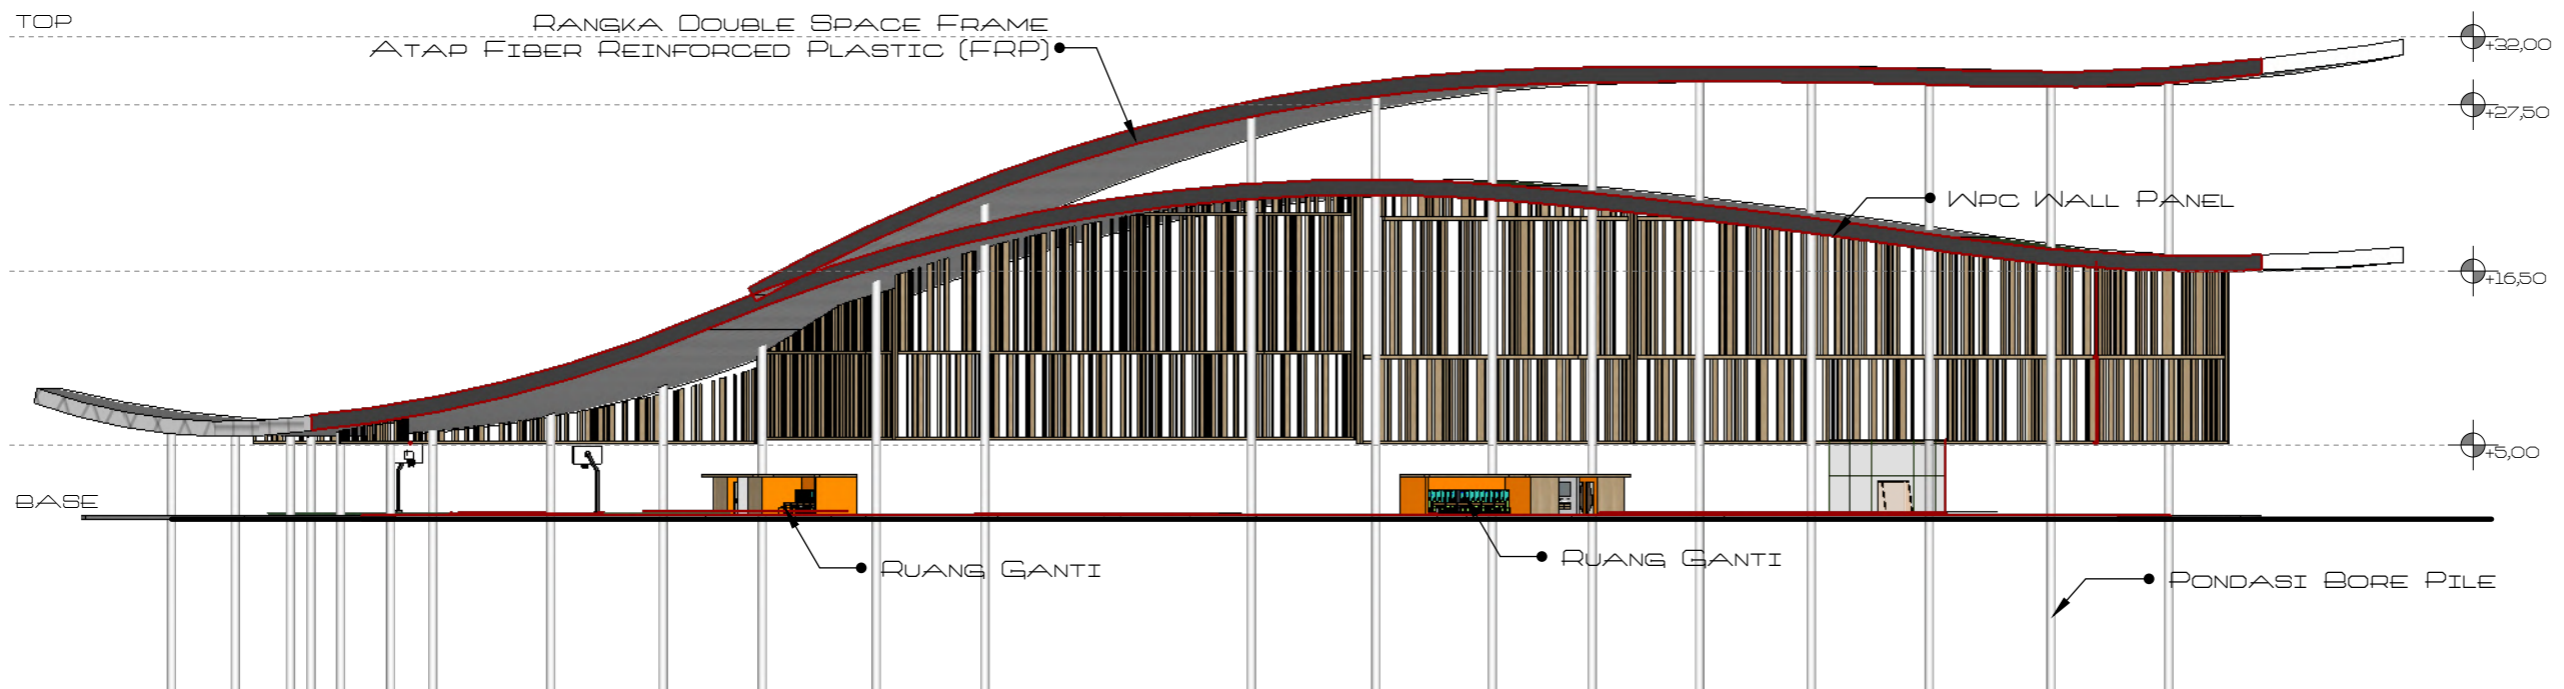 TOP
RANGKA DOUBLE SPACE FRAME
ATAP FIBER REINFORCED PLASTIC (FRP)
+32,00
+27,50
WPC WALL PANEL
+16,50
+5,00
BASE
RUANG GANTI
RUANG GANTI
PONDASI BORE PILE